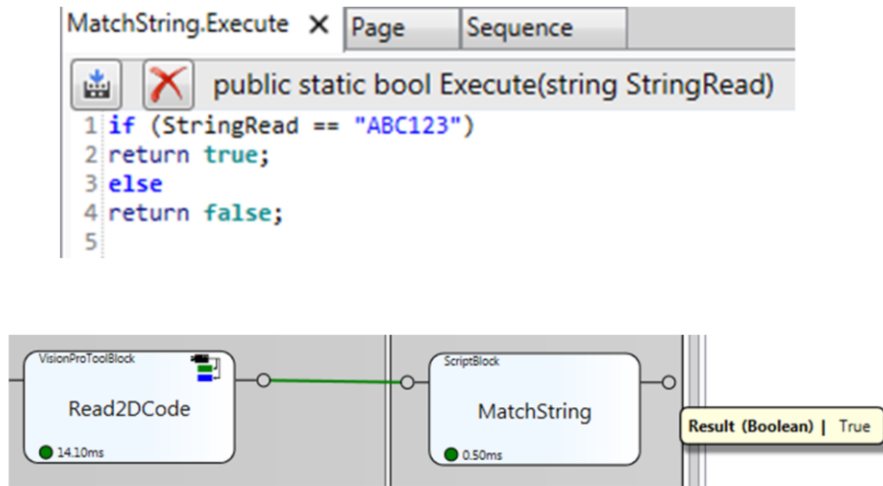 MatchString.Execute X Page Sequence
public static bool Execute(string StringRead)
1 if (StringRead == "ABC123")
2 return true;
3 else
4 return false;
5
VisionProToolBlock
Read2DCode
14.10ms
ScriptBlock
MatchString
0.50ms
Result (Boolean) | True